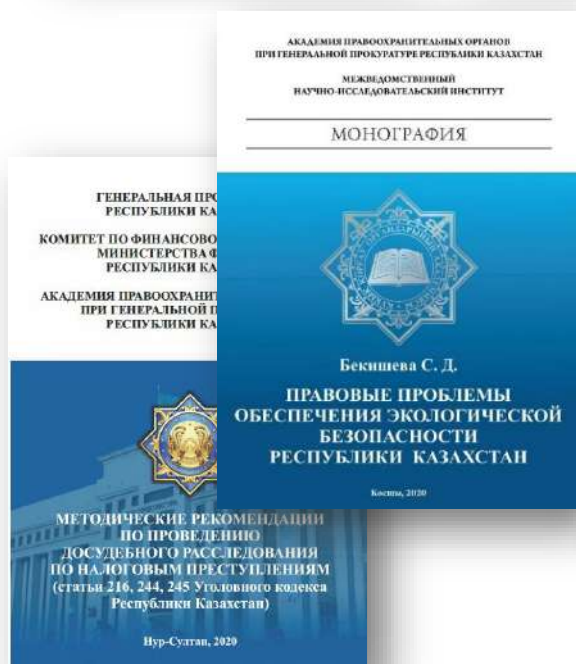 АКАДЕМИЯ ПРАВООХРАНИТЕЛЬНЫХ ОРГАНОВ
ПРИ ГЕНЕРАЛЬНОЙ ПРОКУРАТУРЕ РЕСПУБЛИКИ КАЗАХСТАН
МЕЖВЕДОМСТВЕННЫЙ
НАУЧНО-ИССЛЕДОВАТЕЛЬСКИЙ ИНСТИТУТ
МОНОГРАФИЯ
Бекишева С. Д.
ПРАВОВЫЕ ПРОБЛЕМЫ
ОБЕСПЕЧЕНИЯ ЭКОЛОГИЧЕСКОЙ
БЕЗОПАСНОСТИ
РЕСПУБЛИКИ КАЗАХСТАН
Косшы, 2020
ГЕНЕРАЛЬНАЯ ПРО
РЕСПУБЛИКИ КА
КОМИТЕТ ПО ФИНАНСОВО
МИНИСТЕРСТВА Ф
РЕСПУБЛИКИ КА
АКАДЕМИЯ ПРАВООХРАНИТ
ПРИ ГЕНЕРАЛЬНОЙ П
РЕСПУБЛИКИ КА
МЕТОДИЧЕСКИЕ РЕКОМЕНДАЦИИ
ПО ПРОВЕДЕНИЮ
ДОСУДЕБНОГО РАССЛЕДОВАНИЯ
ПО НАЛОГОВЫМ ПРЕСТУПЛЕНИЯМ
(статьи 216, 244, 245 Уголовного кодекса
Республики Казахстан)
Нур-Султан, 2020